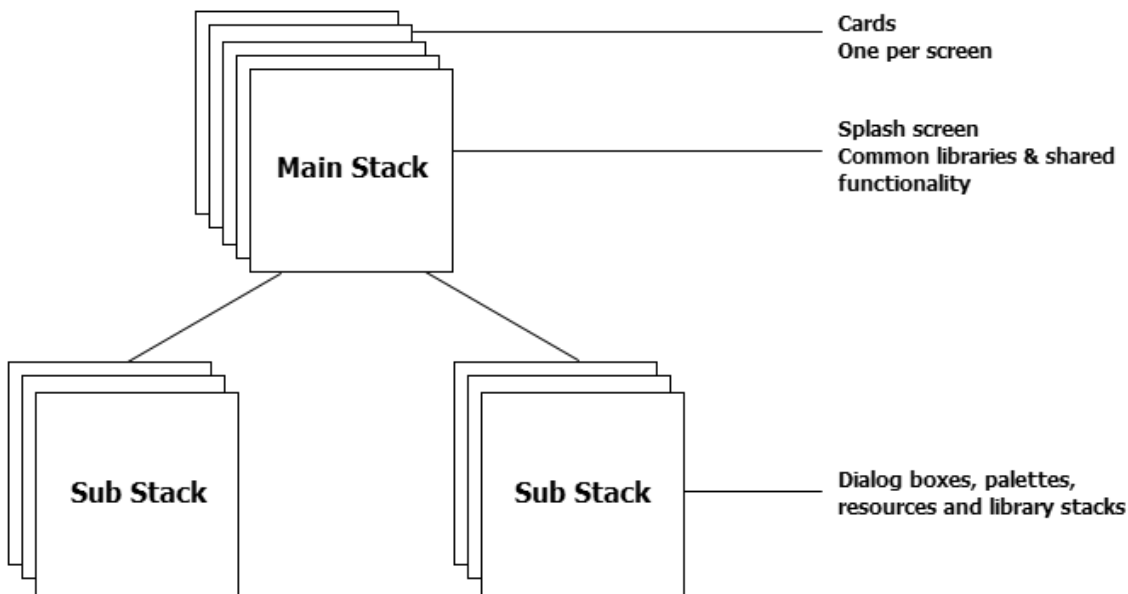 Cards
One per screen
Splash screen
Common libraries & shared
functionality
Main Stack
Sub Stack
Sub Stack
Dialog boxes, palettes,
resources and library stacks